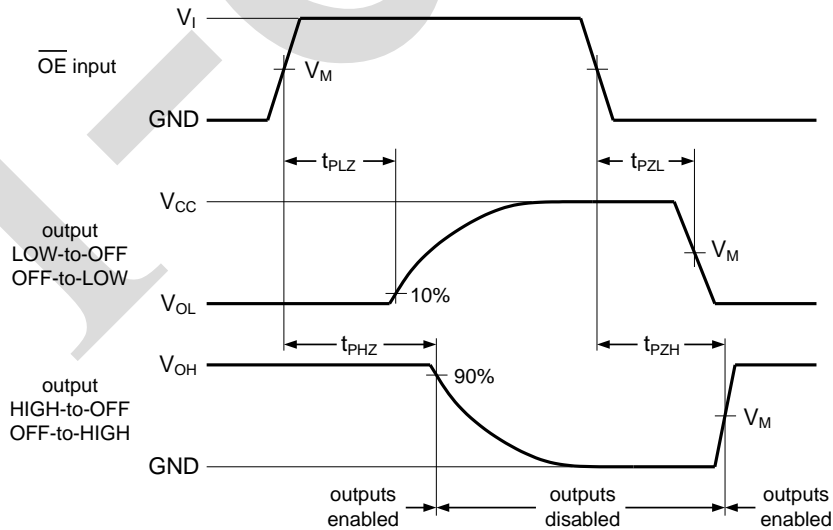 V_I
OE input
V_M
GND
t_PLZ
t_PZL
V_CC
output
LOW-to-OFF
OFF-to-LOW
V_M
10%
V_OL
t_PHZ
t_PZH
V_OH
90%
output
HIGH-to-OFF
OFF-to-HIGH
V_M
GND
outputs
enabled
outputs
disabled
outputs
enabled